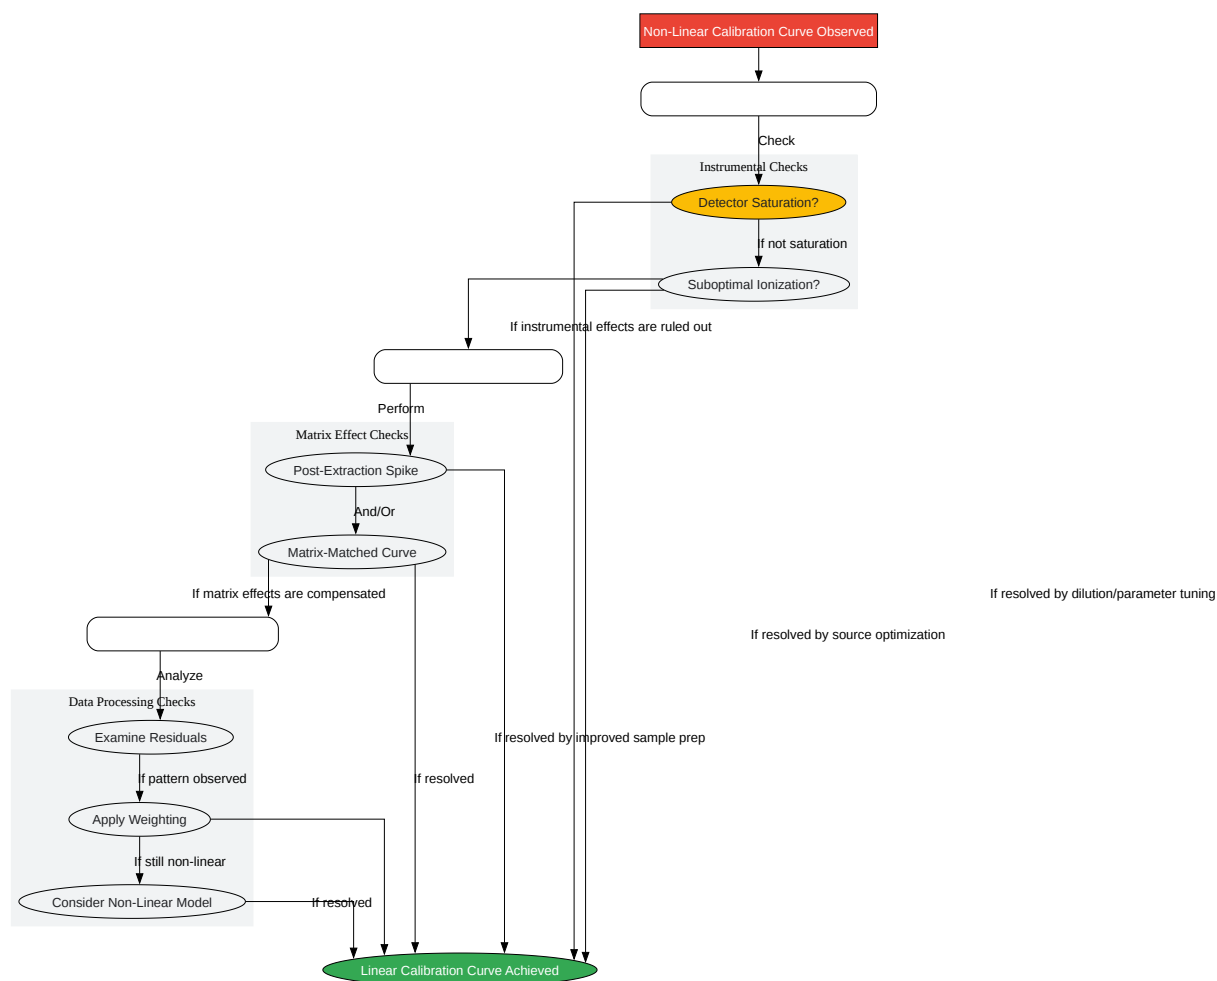 Non-Linear Calibration Curve Observed
Check
Instrumental Checks
Detector Saturation?
If not saturation
Suboptimal Ionization?
If instrumental effects are ruled out
Perform
Matrix Effect Checks
Post-Extraction Spike
And/Or
Matrix-Matched Curve
If matrix effects are compensated
If resolved by dilution/parameter tuning
If resolved by source optimization
Analyze
Data Processing Checks
Examine Residuals
If resolved by improved sample prep
If pattern observed
If resolved
Apply Weighting
If still non-linear
Consider Non-Linear Model
If resolved
Linear Calibration Curve Achieved